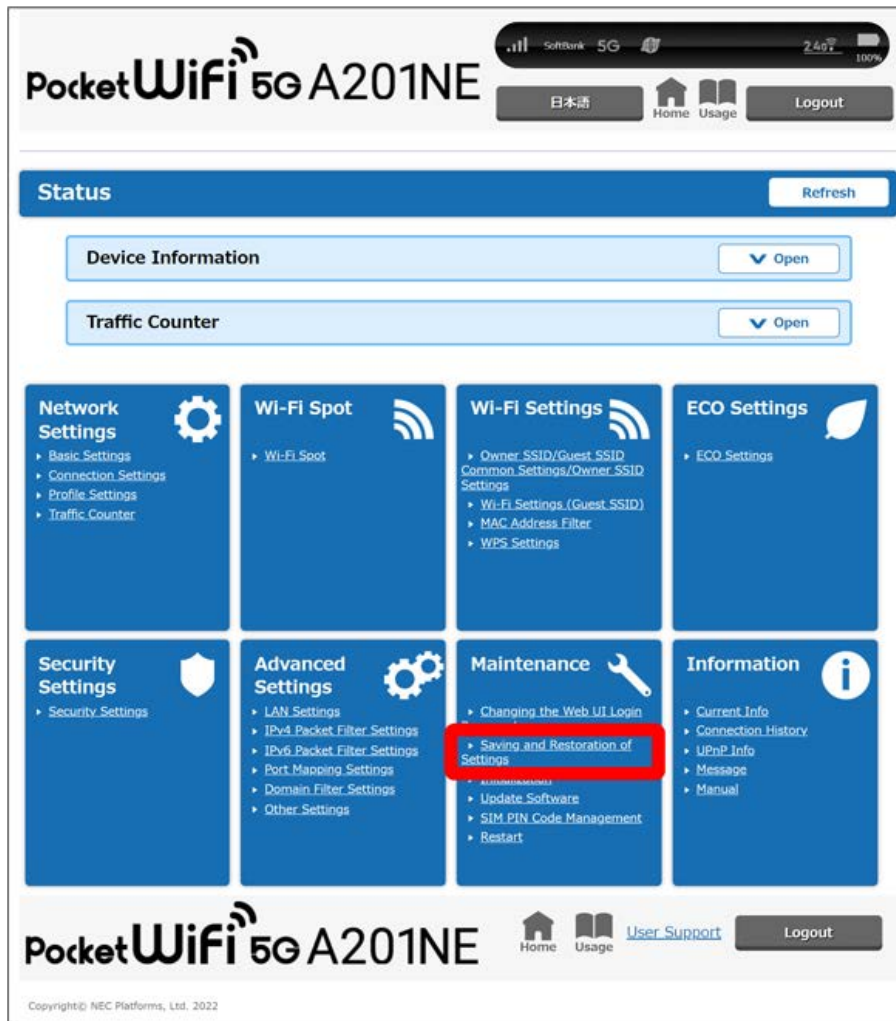 SoftBank 5G 2.4G
100%
Pocket WiFi 5G A201NE
日本語
Home
Usage
Logout
Status
Refresh
Device Information
Open
Traffic Counter
Open
Network
Settings
Basic Settings
Connection Settings
Profile Settings
Traffic Counter
Wi-Fi Spot
Wi-Fi Spot
Wi-Fi Settings
Owner SSID/Guest SSID
Common Settings/Owner SSID
Settings
Wi-Fi Settings (Guest SSID)
MAC Address Filter
WPS Settings
ECO Settings
ECO Settings
Security
Settings
Security Settings
Advanced
Settings
LAN Settings
IPv4 Packet Filter Settings
IPv6 Packet Filter Settings
Port Mapping Settings
Domain Filter Settings
Other Settings
Maintenance
Changing the Web UI Login
Saving and Restoration of
Settings
Initialization
Update Software
SIM PIN Code Management
Restart
Information
Current Info
Connection History
UPnP Info
Message
Manual
Pocket WiFi 5G A201NE
Home
Usage
User Support
Logout
Copyright© NEC Platforms, Ltd. 2022